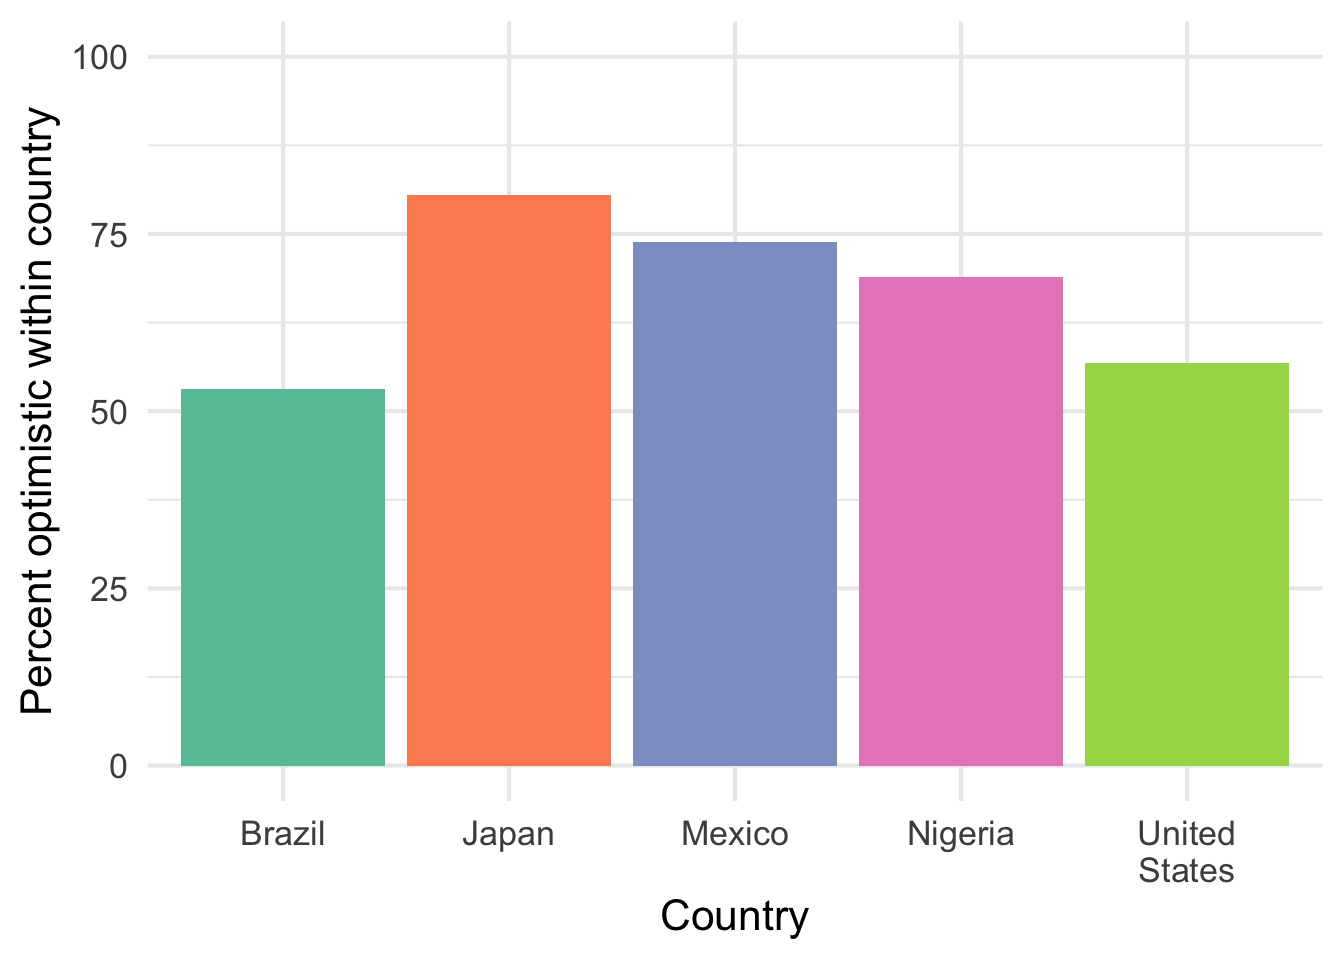 Percent optimistic within country
100
75
50
25
0
Brazil
Japan
Mexico
Nigeria
United
States
Country